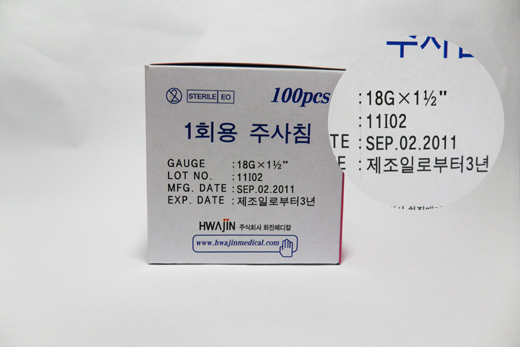 STERILE EO
100pcs
1회용 주사침
GAUGE : 18G×1½"
LOT NO. : 11I02
MFG. DATE : SEP.02.2011
EXP. DATE : 제조일로부터3년
HWAJIN 주식회사 화진메디칼
www.hwajinmedical.com
: 18G×1½"
: 11I02
TE : SEP.02.2011
E : 제조일로부터3년